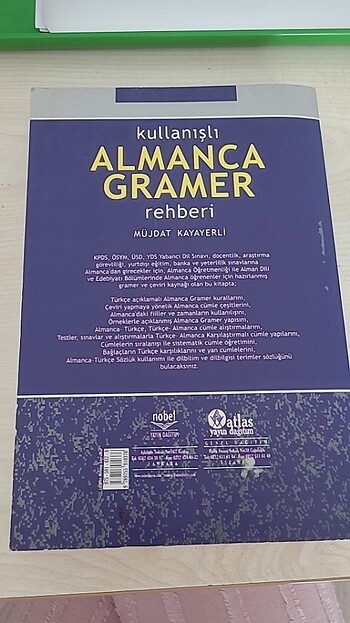 kullanışlı
ALMANCA
GRAMER
rehberi
MÜJDAT KAYAYERLİ
KPDS, ÖSYM, ÜSD, YDS Yabancı Dil Sınavı, docentlik, araştırma
görevliliği, yurtdışı eğitim, banka ve yeterlilik sınavlarına
Almanca'dan girecekler için, Almanca Öğretmenliği ile Alman Dili
ve Edebiyatı Bölümlerinde Almanca öğrenenler için hazırlanmış
gramer ve çeviri kaynağı olan bu kitapta;
Türkçe açıklamalı Almanca Gramer kurallarını,
Çeviri yapmaya yönelik Almanca cümle çeşitlerini,
Almanca'daki fiiller ve zamanların kullanılışını,
Örneklerle açıklanmış Almanca Gramer yapısını,
Almanca- Türkçe, Türkçe- Almanca cümle alıştırmalarını,
Testler, sınavlar ve alıştırmalarla Türkçe- Almanca Karşılaştırmalı cümle yapılarını,
Cümlelerin sıralanışı ile sistematik cümle öğretimini,
Bağlaçların Türkçe karşılıklarını ve yan cümlelerini,
Almanca-Türkçe Sözlük kullanımı ile dilbilim ve dilbilgisi terimler sözlüğünü
bulacaksınız.
nobel
YAYIN DAĞITIM
atlas
yayın dağıtım
GENEL DAĞITIM
ANKARA